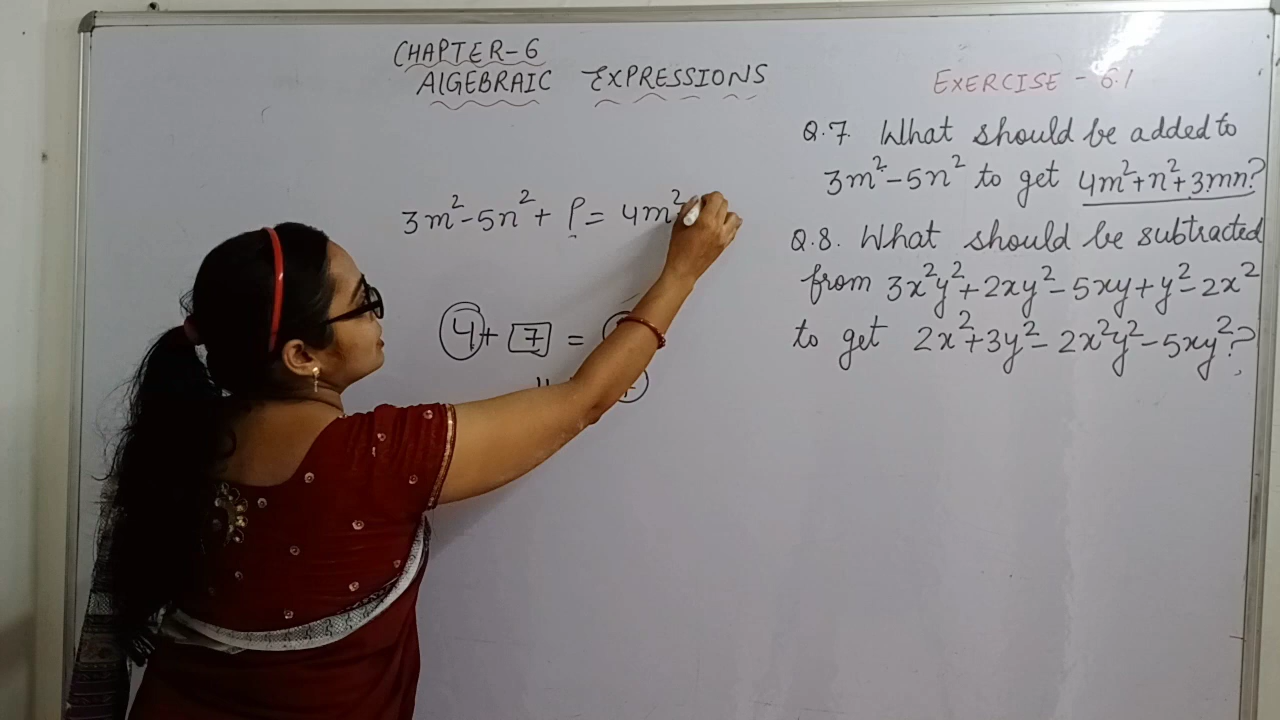 CHAPTER-6
ALGEBRAIC EXPRESSIONS
EXERCISE - 6.1
Q.7 What should be added to
3m²-5n² to get 4m²+n²+3mn?
Q.8. What should be subtracted
from 3x²y²+2xy²-5xy+y²-2x²
to get 2x²+3y²-2x²y²-5xy²?
3m²-5n²+ ? = 4m²
4+ 7 =